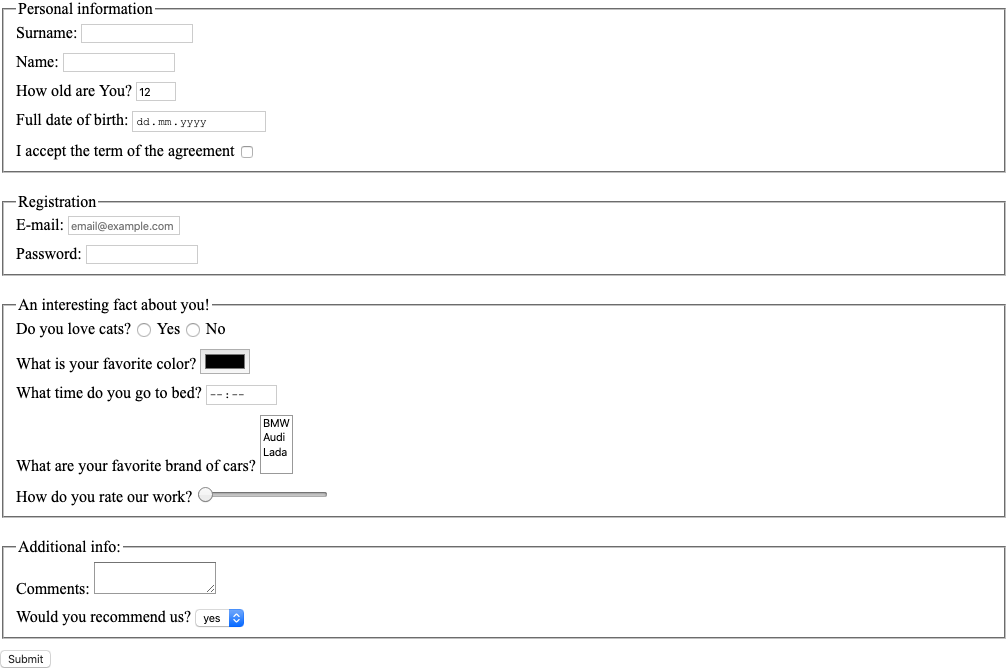 Personal information
Surname:
Name:
How old are You? 12
Full date of birth: dd.mm.yyyy
I accept the term of the agreement
Registration
E-mail: email@example.com
Password:
An interesting fact about you!
Do you love cats? Yes No
What is your favorite color?
What time do you go to bed? --:--
BMW
Audi
Lada
What are your favorite brand of cars?
How do you rate our work?
Additional info:
Comments:
Would you recommend us? yes
Submit